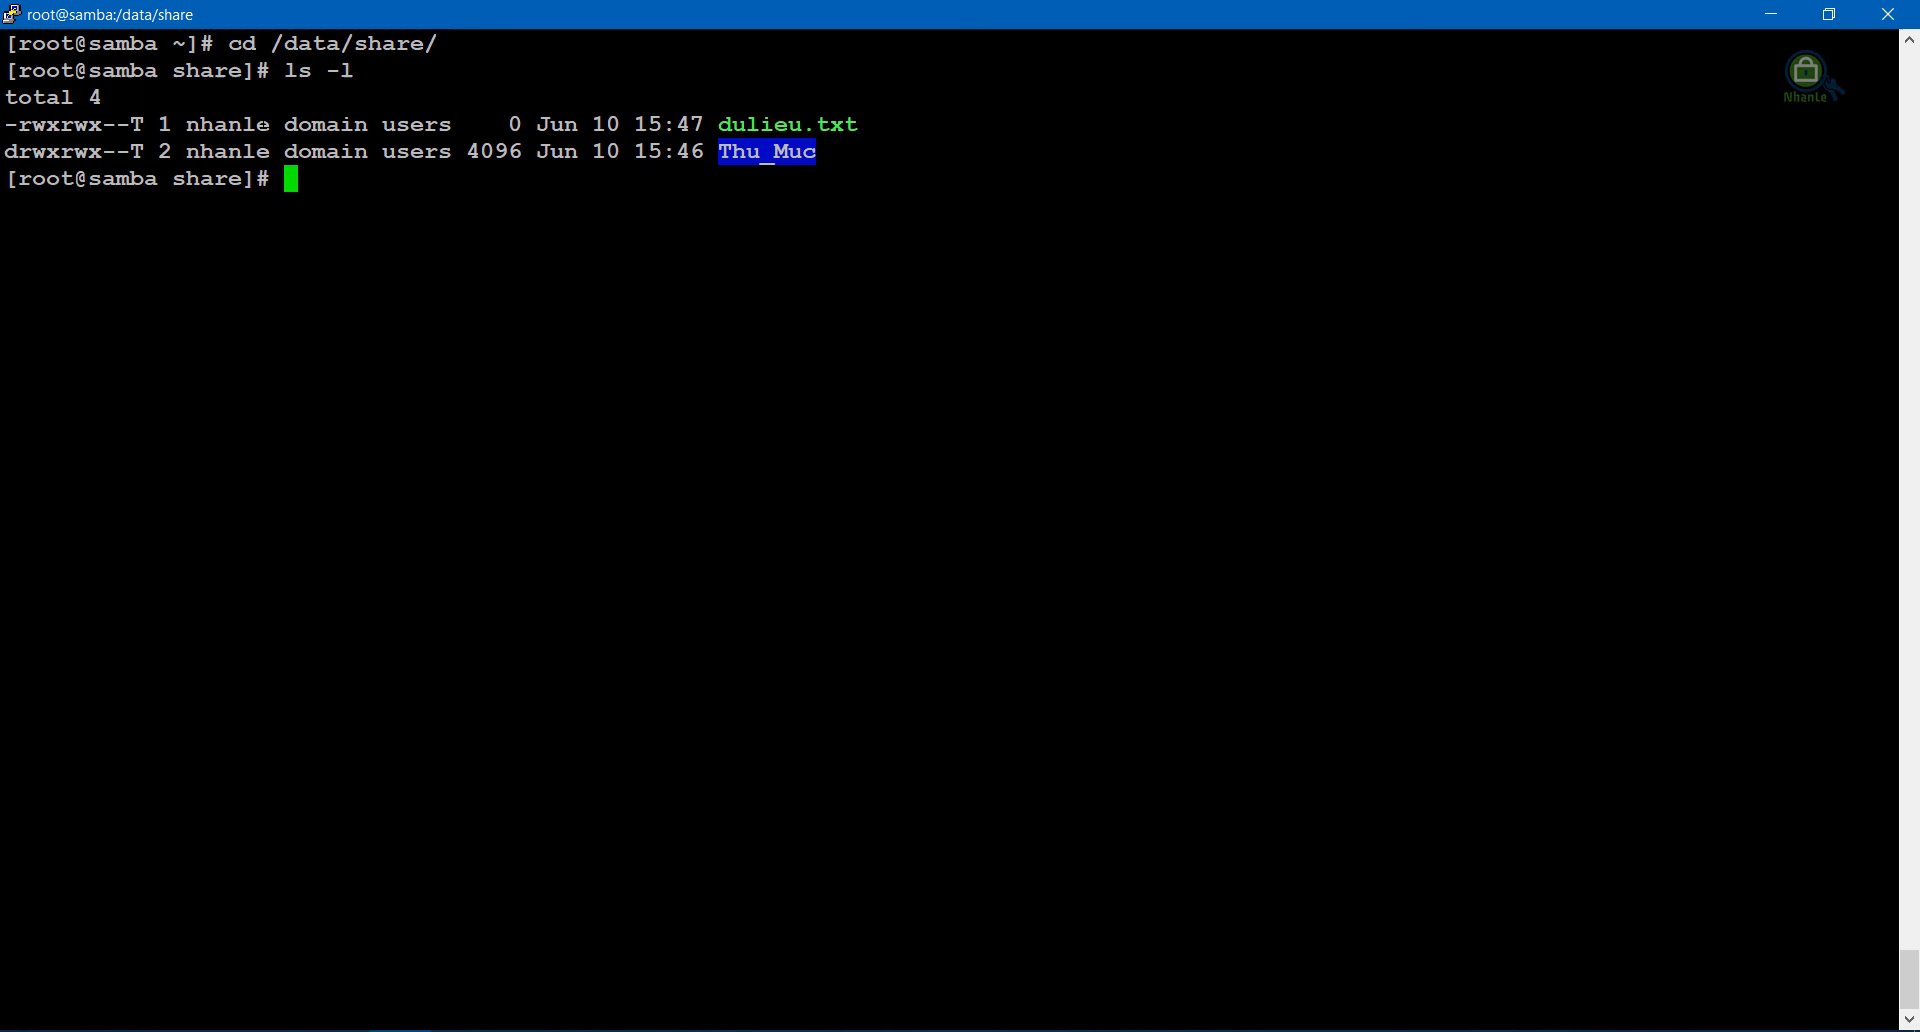 root@samba:/data/share
[root@samba ~]# cd /data/share/
[root@samba share]# ls -l
total 4
-rwxrwx--T 1 nhanle domain users    0 Jun 10 15:47 dulieu.txt
drwxrwx--T 2 nhanle domain users 4096 Jun 10 15:46 Thu_Muc
[root@samba share]#
NhanLe